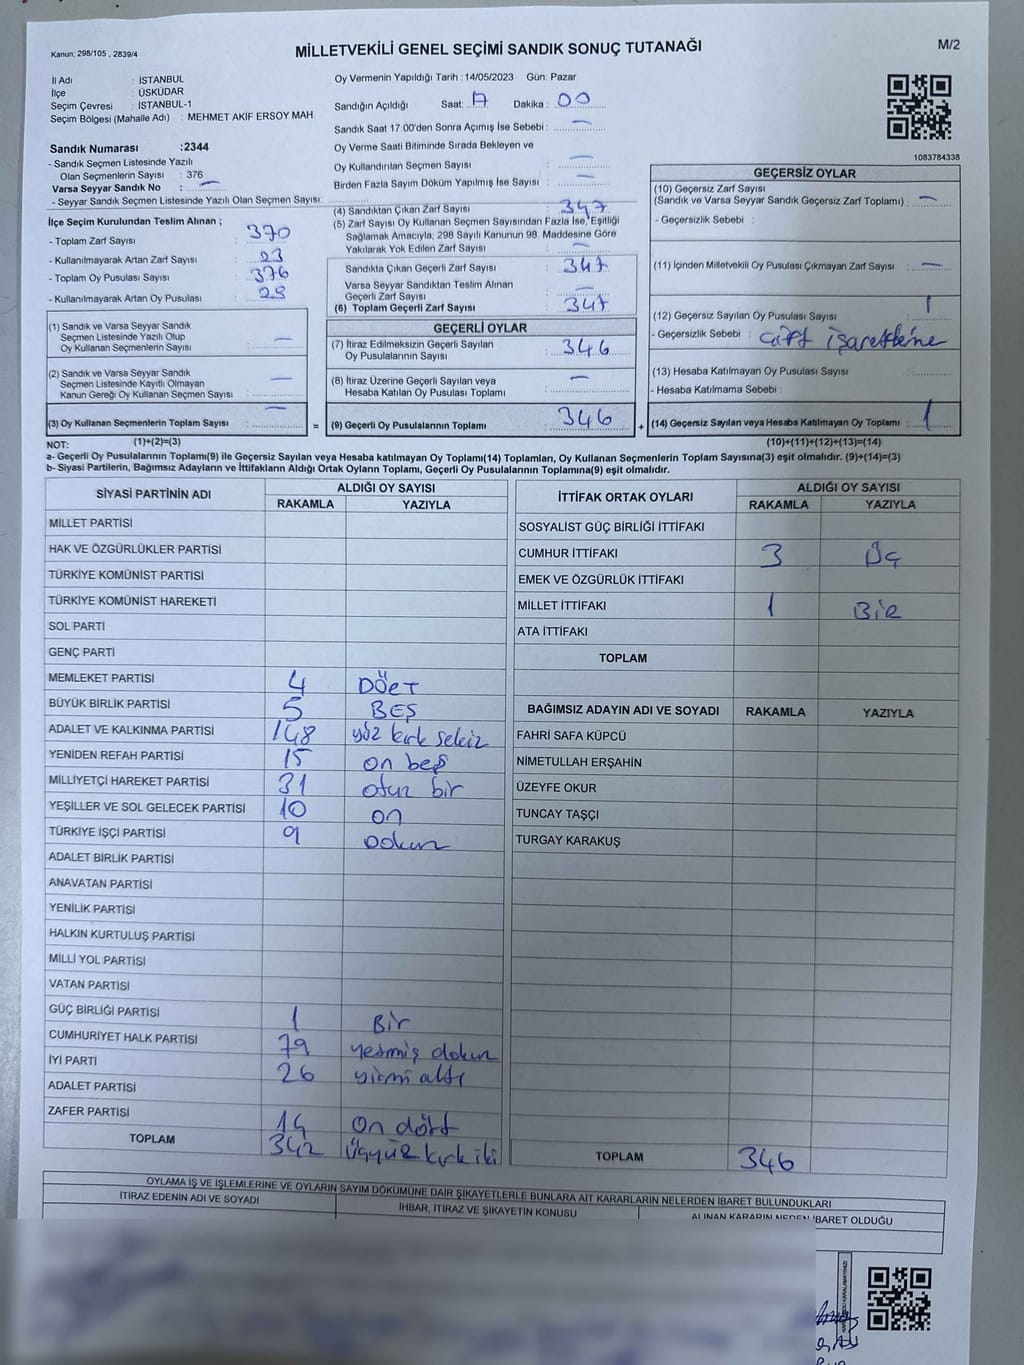 Kanun: 298/105 , 2839/4
MİLLETVEKİLİ GENEL SEÇİMİ SANDIK SONUÇ TUTANAĞI
M/2
İl Adı : İSTANBUL
İlçe : ÜSKÜDAR
Seçim Çevresi : İSTANBUL-1
Seçim Bölgesi (Mahalle Adı) : MEHMET AKİF ERSOY MAH
Oy Vermenin Yapıldığı Tarih :14/05/2023 Gün: Pazar
Sandığın Açıldığı Saat: 17 Dakika: 00
Sandık Saat 17:00'den Sonra Açımış İse Sebebi : —
Oy Verme Saati Bitiminde Sırada Bekleyen ve
Oy Kullandırılan Seçmen Sayısı —
Birden Fazla Sayım Döküm Yapılmış İse Sayısı : —
1083784338
Sandık Numarası :2344
- Sandık Seçmen Listesinde Yazılı
Olan Seçmenlerin Sayısı : 376
Varsa Seyyar Sandık No : —
- Seyyar Sandık Seçmen Listesinde Yazılı Olan Seçmen Sayısı:
İlçe Seçim Kurulundan Teslim Alınan ;
- Toplam Zarf Sayısı : 370
- Kullanılmayarak Artan Zarf Sayısı : 23
- Toplam Oy Pusulası Sayısı : 376
- Kullanılmayarak Artan Oy Pusulası : 29
(4) Sandıktan Çıkan Zarf Sayısı : 347
(5) Zarf Sayısı Oy Kullanan Seçmen Sayısından Fazla İse, Eşitliği
Sağlamak Amacıyla; 298 Sayılı Kanunun 98. Maddesine Göre
Yakılarak Yok Edilen Zarf Sayısı : —
Sandıkta Çıkan Geçerli Zarf Sayısı : 347
Varsa Seyyar Sandıktan Teslim Alınan
Geçerli Zarf Sayısı : —
(6) Toplam Geçerli Zarf Sayısı : 347
GEÇERSİZ OYLAR
(10) Geçersiz Zarf Sayısı
(Sandık ve Varsa Seyyar Sandık Geçersiz Zarf Toplamı) : —
- Geçersizlik Sebebi :
(11) İçinden Milletvekili Oy Pusulası Çıkmayan Zarf Sayısı : —
(12) Geçersiz Sayılan Oy Pusulası Sayısı : 1
- Geçersizlik Sebebi : çift işaretleme
(13) Hesaba Katılmayan Oy Pusulası Sayısı :
- Hesaba Katılmama Sebebi :
(14) Geçersiz Sayılan veya Hesaba Katılmayan Oy Toplamı : 1
(10)+(11)+(12)+(13)=(14)
(1) Sandık ve Varsa Seyyar Sandık
Seçmen Listesinde Yazılı Olup
Oy Kullanan Seçmenlerin Sayısı : —
(2) Sandık ve Varsa Seyyar Sandık
Seçmen Listesinde Kayıtlı Olmayan
Kanun Gereği Oy Kullanan Seçmen Sayısı : —
(3) Oy Kullanan Seçmenlerin Toplam Sayısı : —
=
GEÇERLİ OYLAR
(7) İtiraz Edilmeksizin Geçerli Sayılan
Oy Pusulalarının Sayısı : 346
(8) İtiraz Üzerine Geçerli Sayılan veya
Hesaba Katılan Oy Pusulası Toplamı : —
(9) Geçerli Oy Pusulalarının Toplamı : 346
+
NOT: (1)+(2)=(3)
a- Geçerli Oy Pusulalarının Toplamı(9) ile Geçersiz Sayılan veya Hesaba katılmayan Oy Toplamı(14) Toplamları, Oy Kullanan Seçmenlerin Toplam Sayısına(3) eşit olmalıdır. (9)+(14)=(3)
b- Siyasi Partilerin, Bağımsız Adayların ve İttifakların Aldığı Ortak Oyların Toplamı, Geçerli Oy Pusulalarının Toplamına(9) eşit olmalıdır.
SİYASİ PARTİNİN ADI ALDIĞI OY SAYISI
RAKAMLA YAZIYLA
MİLLET PARTİSİ
HAK VE ÖZGÜRLÜKLER PARTİSİ
TÜRKİYE KOMÜNİST PARTİSİ
TÜRKİYE KOMÜNİST HAREKETİ
SOL PARTİ
GENÇ PARTİ
MEMLEKET PARTİSİ 4 DÖRT
BÜYÜK BİRLİK PARTİSİ 5 BEŞ
ADALET VE KALKINMA PARTİSİ 148 yüz kırk sekiz
YENİDEN REFAH PARTİSİ 15 on beş
MİLLİYETÇİ HAREKET PARTİSİ 31 otuz bir
YEŞİLLER VE SOL GELECEK PARTİSİ 10 on
TÜRKİYE İŞÇİ PARTİSİ 9 dokuz
ADALET BİRLİK PARTİSİ
ANAVATAN PARTİSİ
YENİLİK PARTİSİ
HALKIN KURTULUŞ PARTİSİ
MİLLİ YOL PARTİSİ
VATAN PARTİSİ
GÜÇ BİRLİĞİ PARTİSİ 1 Bir
CUMHURİYET HALK PARTİSİ 79 yetmiş dokuz
İYİ PARTİ 26 yirmi altı
ADALET PARTİSİ
ZAFER PARTİSİ 14 On dört
TOPLAM 342 Üçyüz kırk iki
İTTİFAK ORTAK OYLARI ALDIĞI OY SAYISI
RAKAMLA YAZIYLA
SOSYALİST GÜÇ BİRLİĞİ İTTİFAKI
CUMHUR İTTİFAKI 3 Üç
EMEK VE ÖZGÜRLÜK İTTİFAKI
MİLLET İTTİFAKI 1 Bir
ATA İTTİFAKI
TOPLAM
BAĞIMSIZ ADAYIN ADI VE SOYADI RAKAMLA YAZIYLA
FAHRİ SAFA KÜPCÜ
NİMETULLAH ERŞAHİN
ÜZEYFE OKUR
TUNCAY TAŞÇI
TURGAY KARAKUŞ
TOPLAM 346
OYLAMA İŞ VE İŞLEMLERİNE VE OYLARIN SAYIM DÖKÜMÜNE DAİR ŞİKAYETLERLE BUNLARA AİT KARARLARIN NELERDEN İBARET BULUNDUKLARI
İTİRAZ EDENİN ADI VE SOYADI İHBAR, İTİRAZ VE ŞİKAYETİN KONUSU ALINAN KARARIN NEDEN İBARET OLDUĞU